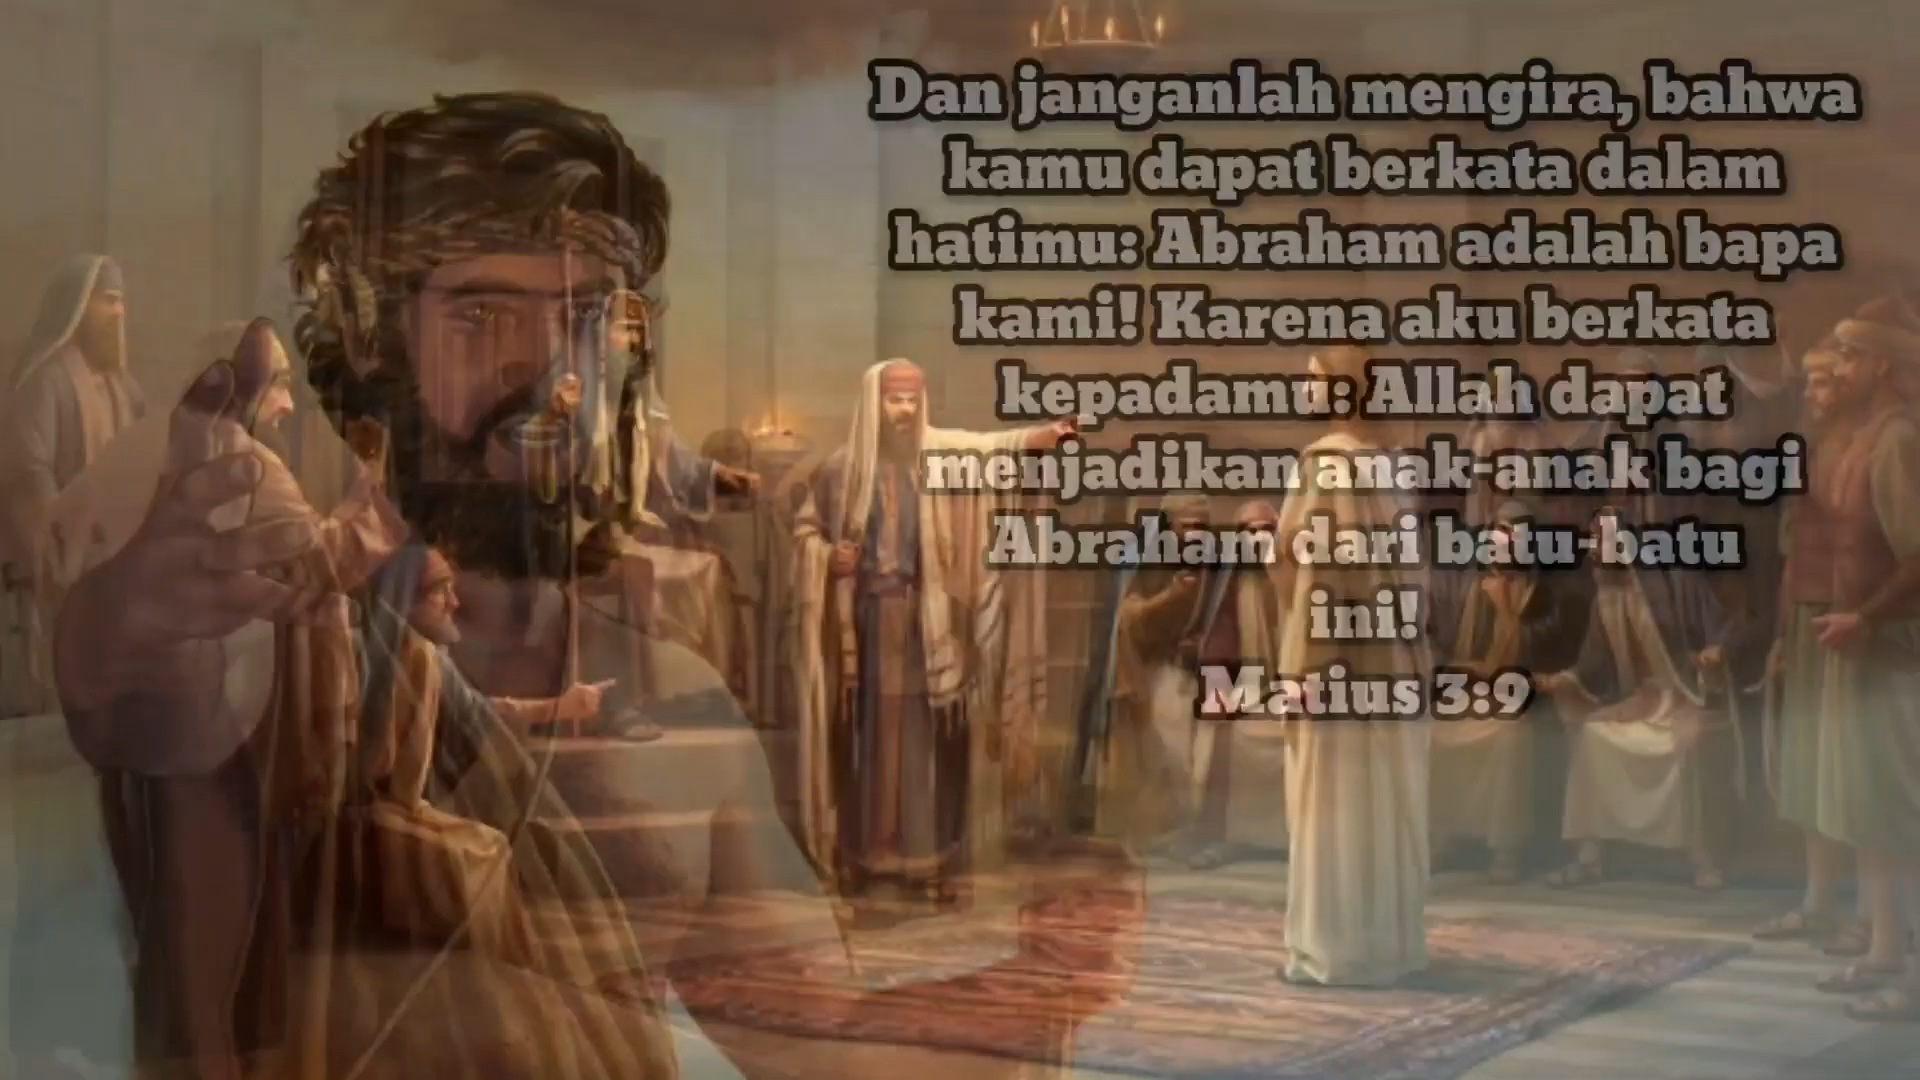 Dan janganlah mengira, bahwa
kamu dapat berkata dalam
hatimu: Abraham adalah bapa
kami! Karena aku berkata
kepadamu: Allah dapat
menjadikan anak-anak bagi
Abraham dari batu-batu
ini!
Matius 3:9